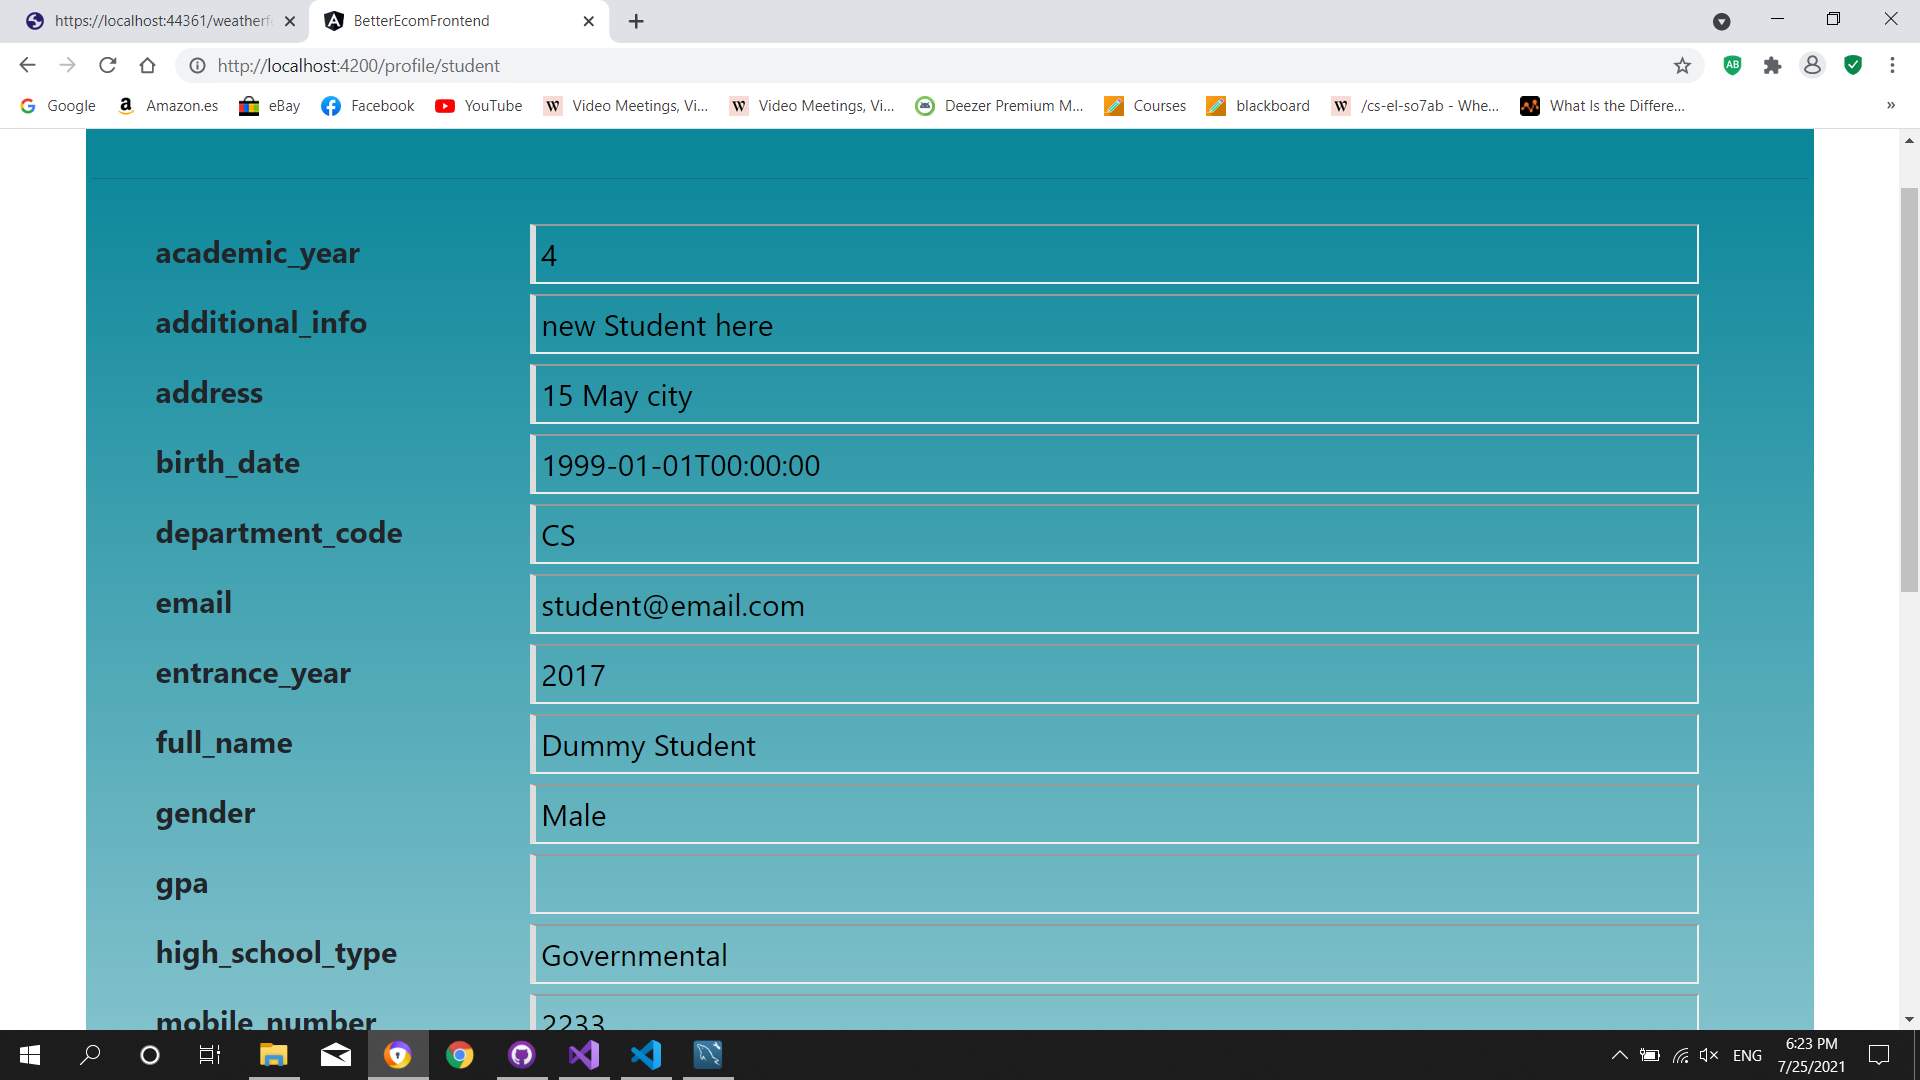 https://localhost:44361/weatherf
BetterEcomFrontend
http://localhost:4200/profile/student
AB
Google
Amazon.es
eBay
Facebook
YouTube
Video Meetings, Vi...
Video Meetings, Vi...
Deezer Premium M...
Courses
blackboard
/cs-el-so7ab - Whe...
What Is the Differe...
»
academic_year 4
additional_info new Student here
address 15 May city
birth_date 1999-01-01T00:00:00
department_code CS
email student@email.com
entrance_year 2017
full_name Dummy Student
gender Male
gpa
high_school_type Governmental
mobile_number 2233
ENG
6:23 PM
7/25/2021